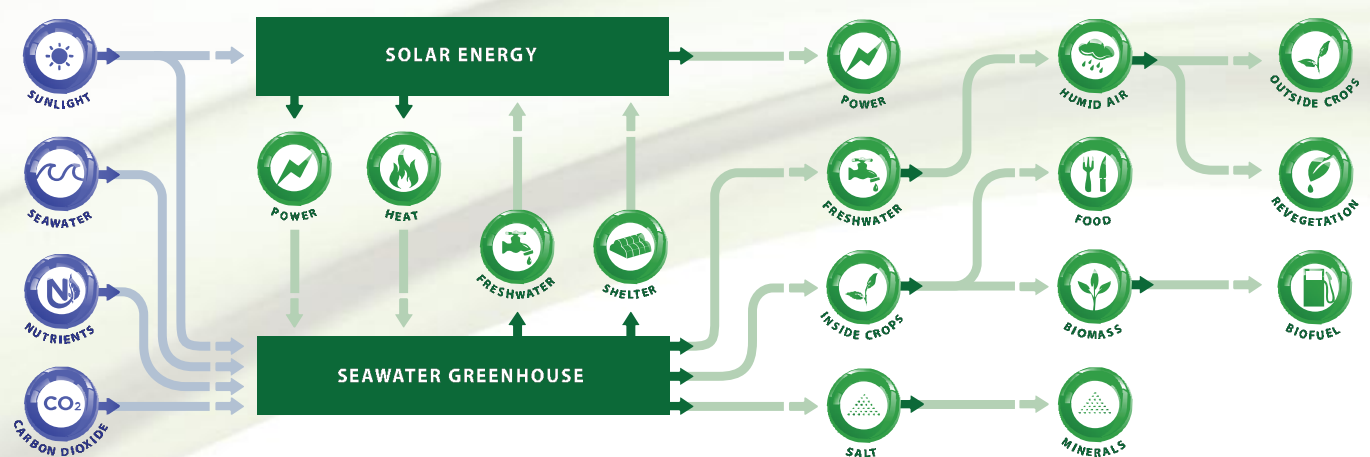 SUNLIGHT
SOLAR ENERGY
POWER
HUMID AIR
OUTSIDE CROPS
SEAWATER
POWER
HEAT
FRESHWATER
SHELTER
FRESHWATER
FOOD
REVEGETATION
N
NUTRIENTS
INSIDE CROPS
BIOMASS
BIOFUEL
CO₂
CARBON DIOXIDE
SEAWATER GREENHOUSE
SALT
MINERALS